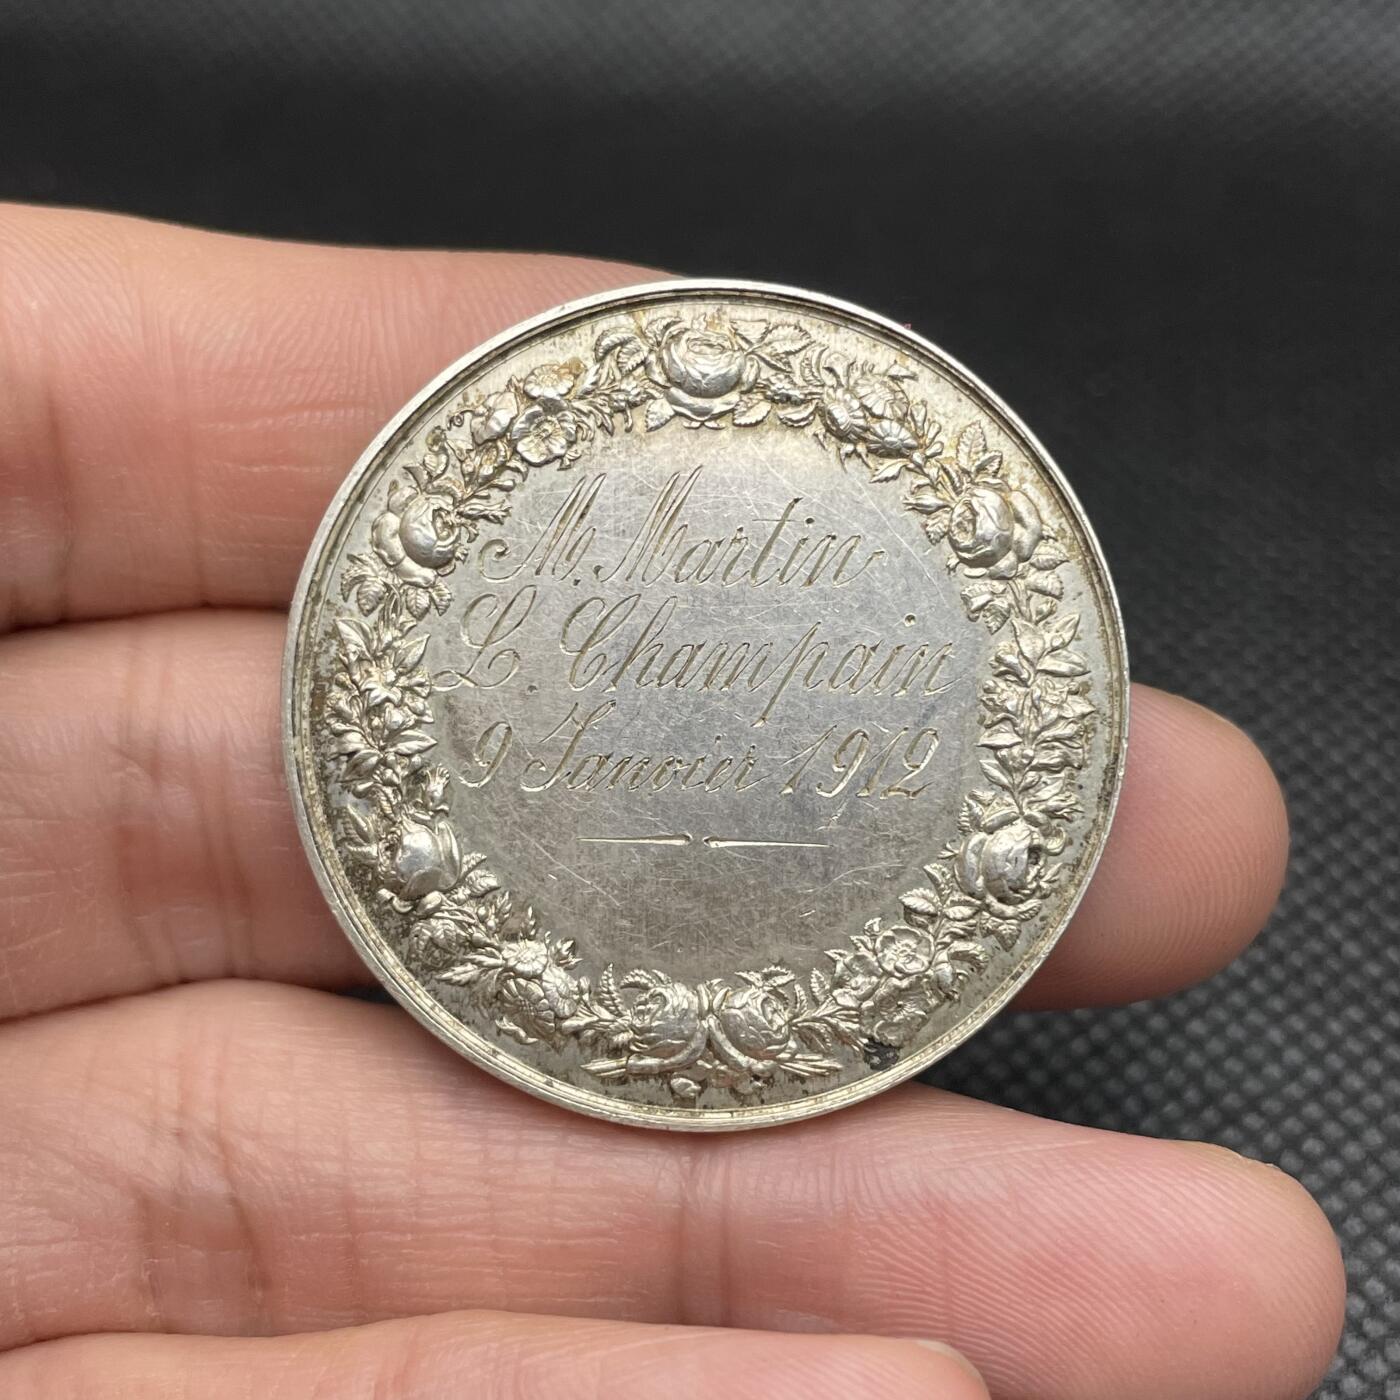 M. Martin
L. Champain
9 Janvier 1912